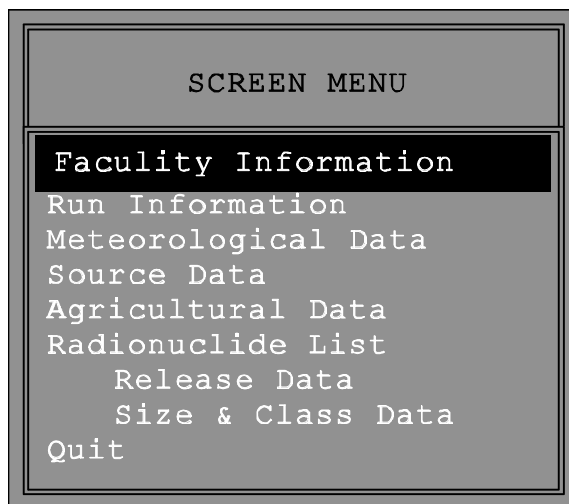 SCREEN MENU
Faculity Information
Run Information
Meteorological Data
Source Data
Agricultural Data
Radionuclide List
Release Data
Size & Class Data
Quit